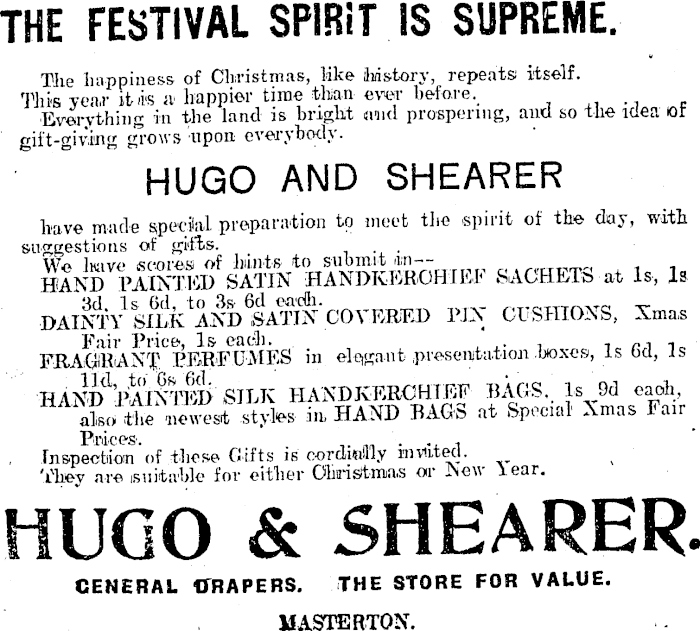 THE FESTIVAL SPIRIT IS SUPREME.
The happiness of Christmas, like history, repeats itself.
This year it is a happier time than ever before.
Everything in the land is bright and prospering, and so the idea of
gift-giving grows upon everybody.
HUGO AND SHEARER
have made special preparation to meet the spirit of the day, with
suggestions of gifts.
We have scores of hints to submit in--
HAND PAINTED SATIN HANDKERCHIEF SACHETS at 1s, 1s
3d, 1s 6d, to 3s 6d each.
DAINTY SILK AND SATIN COVERED PIN CUSHIONS, Xmas
Fair Price, 1s each.
FRAGRANT PERFUMES in elegant presentation boxes, 1s 6d, 1s
11d, to 6s 6d.
HAND PAINTED SILK HANDKERCHIEF BAGS, 1s 9d each,
also the newest styles in HAND BAGS at Special Xmas Fair
Prices.
Inspection of these Gifts is cordially invited.
They are suitable for either Christmas or New Year.
HUGO & SHEARER.
GENERAL DRAPERS. THE STORE FOR VALUE.
MASTERTON.